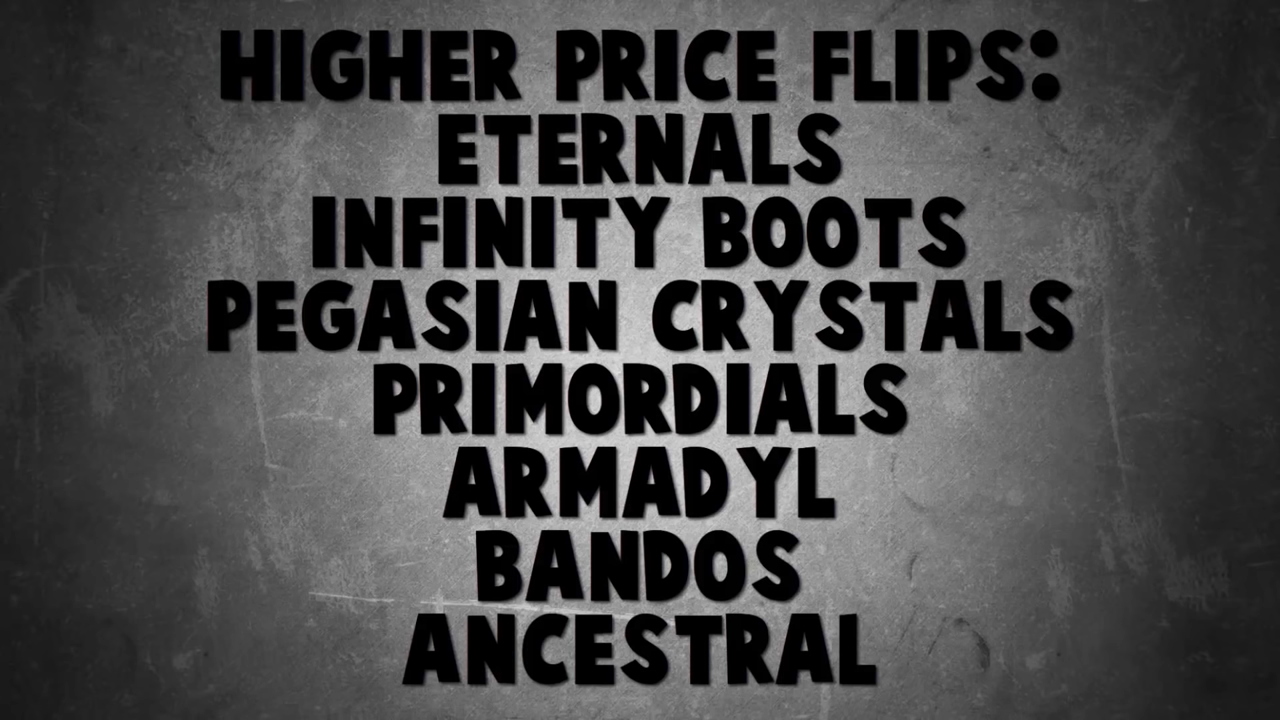 HIGHER PRICE FLIPS:
ETERNALS
INFINITY BOOTS
PEGASIAN CRYSTALS
PRIMORDIALS
ARMADYL
BANDOS
ANCESTRAL